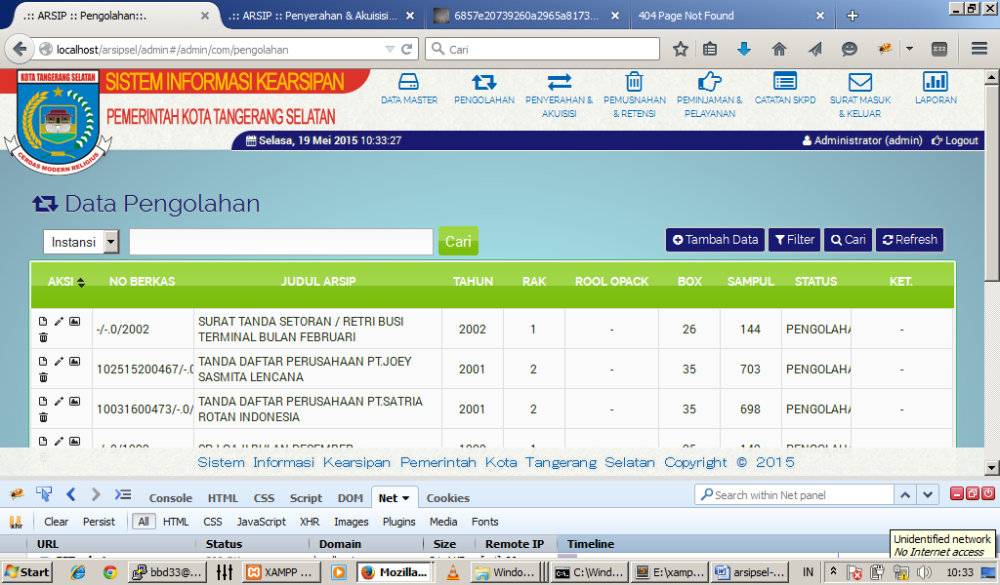 .:: ARSIP :: Pengolahan::.
.:: ARSIP :: Penyerahan & Akuisisi...
6857e20739260a2965a8173...
404 Page Not Found
localhost/arsipsel/admin#/admin/com/pengolahan
Cari
KOTA TANGERANG SELATAN
CERDAS MODERN RELIGIUS
SISTEM INFORMASI KEARSIPAN
PEMERINTAH KOTA TANGERANG SELATAN
DATA MASTER
PENGOLAHAN
PENYERAHAN &
AKUISISI
PEMUSNAHAN
& RETENSI
PEMINJAMAN &
PELAYANAN
CATATAN SKPD
SURAT MASUK
& KELUAR
LAPORAN
Selasa, 19 Mei 2015 10:33:27
Administrator (admin) Logout
Data Pengolahan
Instansi Cari
Tambah Data Filter Cari Refresh
AKSI NO BERKAS JUDUL ARSIP TAHUN RAK ROOL OPACK BOX SAMPUL STATUS KET.
-/-.0/2002 SURAT TANDA SETORAN / RETRI BUSI TERMINAL BULAN FEBRUARI 2002 1 - 26 144 PENGOLAHA -
102515200467/-.0 TANDA DAFTAR PERUSAHAAN PT.JOEY SASMITA LENCANA 2001 2 - 35 703 PENGOLAHA -
10031600473/-.0/ TANDA DAFTAR PERUSAHAAN PT.SATRIA ROTAN INDONESIA 2001 2 - 35 698 PENGOLAHA -
Sistem Informasi Kearsipan Pemerintah Kota Tangerang Selatan Copyright © 2015
Console HTML CSS Script DOM Net Cookies
Search within Net panel
Clear Persist All HTML CSS JavaScript XHR Images Plugins Media Fonts
URL Status Domain Size Remote IP Timeline
Unidentified network
No Internet access
Start
bbd33@...
XAMPP ...
Mozilla...
Windo...
C:\Wind...
E:\xamp...
arsipsel-...
IN
10:33